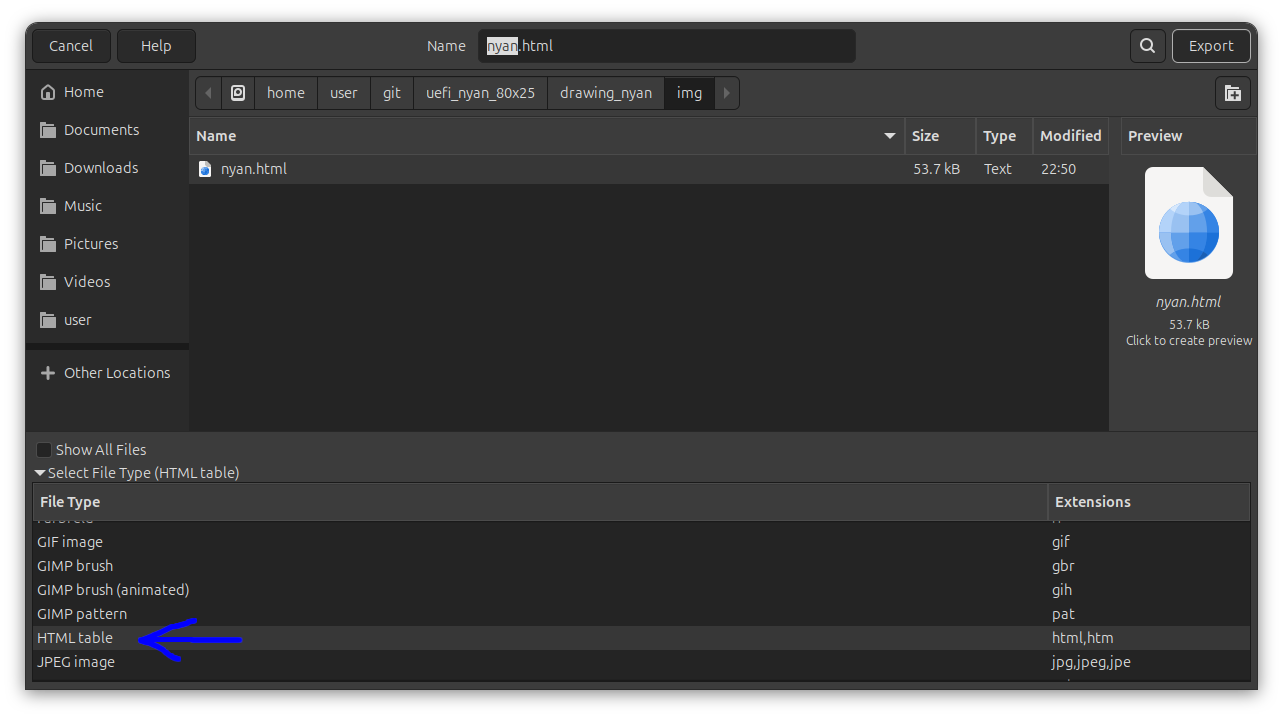 Cancel Help Name nyan.html Export
home user git uefi_nyan_80x25 drawing_nyan img
Home
Documents
Downloads
Music
Pictures
Videos
user
Other Locations
Name Size Type Modified
nyan.html 53.7 kB Text 22:50
Preview
nyan.html
53.7 kB
Click to create preview
Show All Files
Select File Type (HTML table)
File Type Extensions
GIF image gif
GIMP brush gbr
GIMP brush (animated) gih
GIMP pattern pat
HTML table html,htm
JPEG image jpg,jpeg,jpe